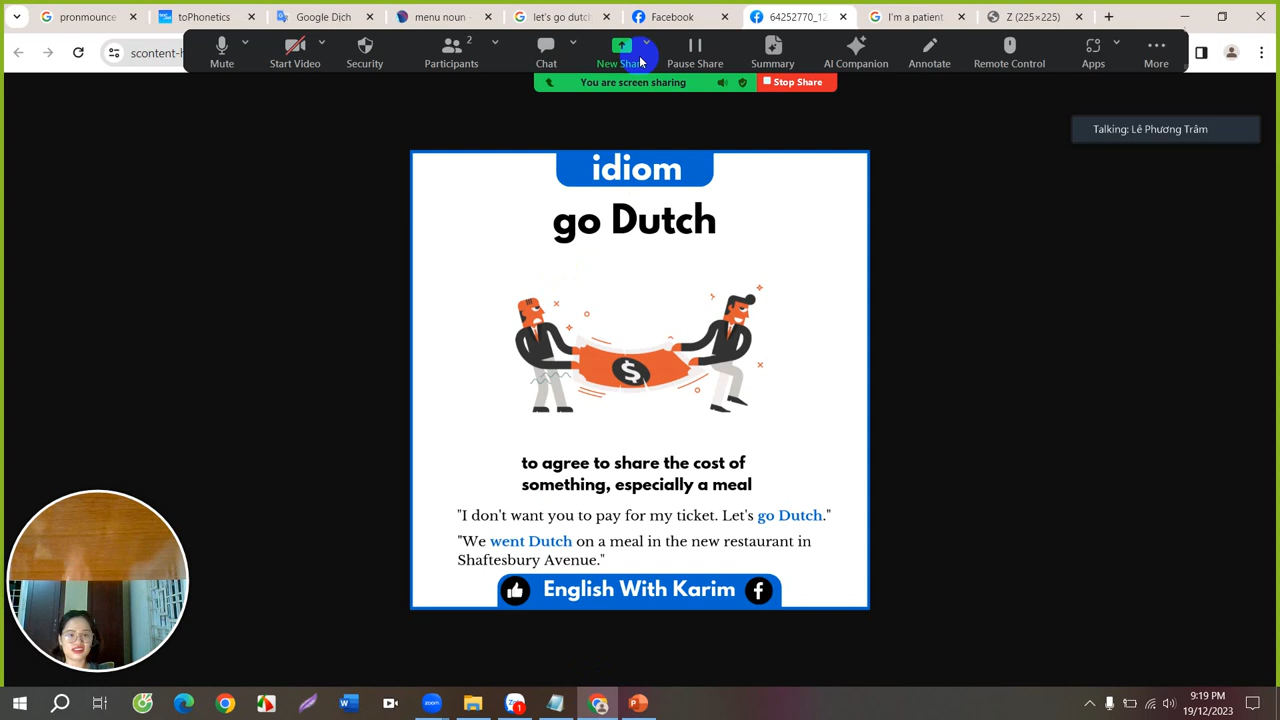 pronmounce
toPhonetics
Google Dịch
menu noun -
let's go dutch
Facebook
64252770_12
I'm a patient
Z (225×225)
scontent-h
Mute
Start Video
Security
2
Participants
Chat
New Share
Pause Share
Summary
AI Companion
Annotate
Remote Control
Apps
More
You are screen sharing
Stop Share
Talking: Lê Phương Trâm
idiom
go Dutch
$
to agree to share the cost of
something, especially a meal
"I don't want you to pay for my ticket. Let's go Dutch."
"We went Dutch on a meal in the new restaurant in
Shaftesbury Avenue."
English With Karim
zoom
1
9:19 PM
19/12/2023